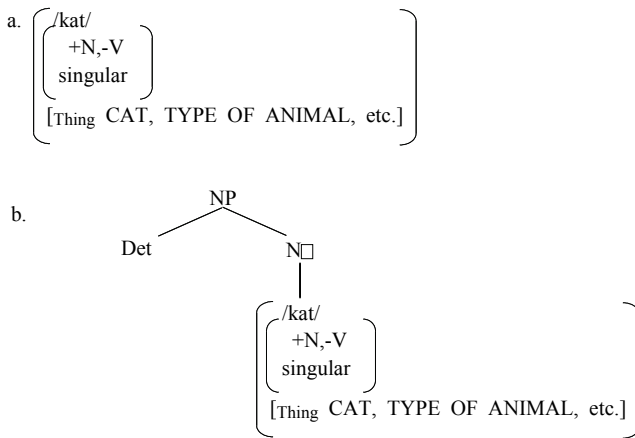 a. /kat/
+N,-V
singular
[Thing CAT, TYPE OF ANIMAL, etc.]
b. NP
Det N□
/kat/
+N,-V
singular
[Thing CAT, TYPE OF ANIMAL, etc.]